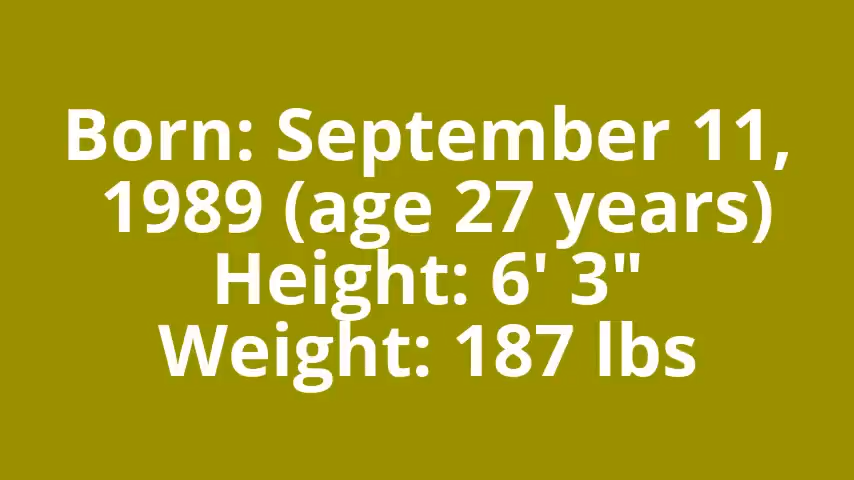 Born: September 11,
1989 (age 27 years)
Height: 6' 3"
Weight: 187 lbs